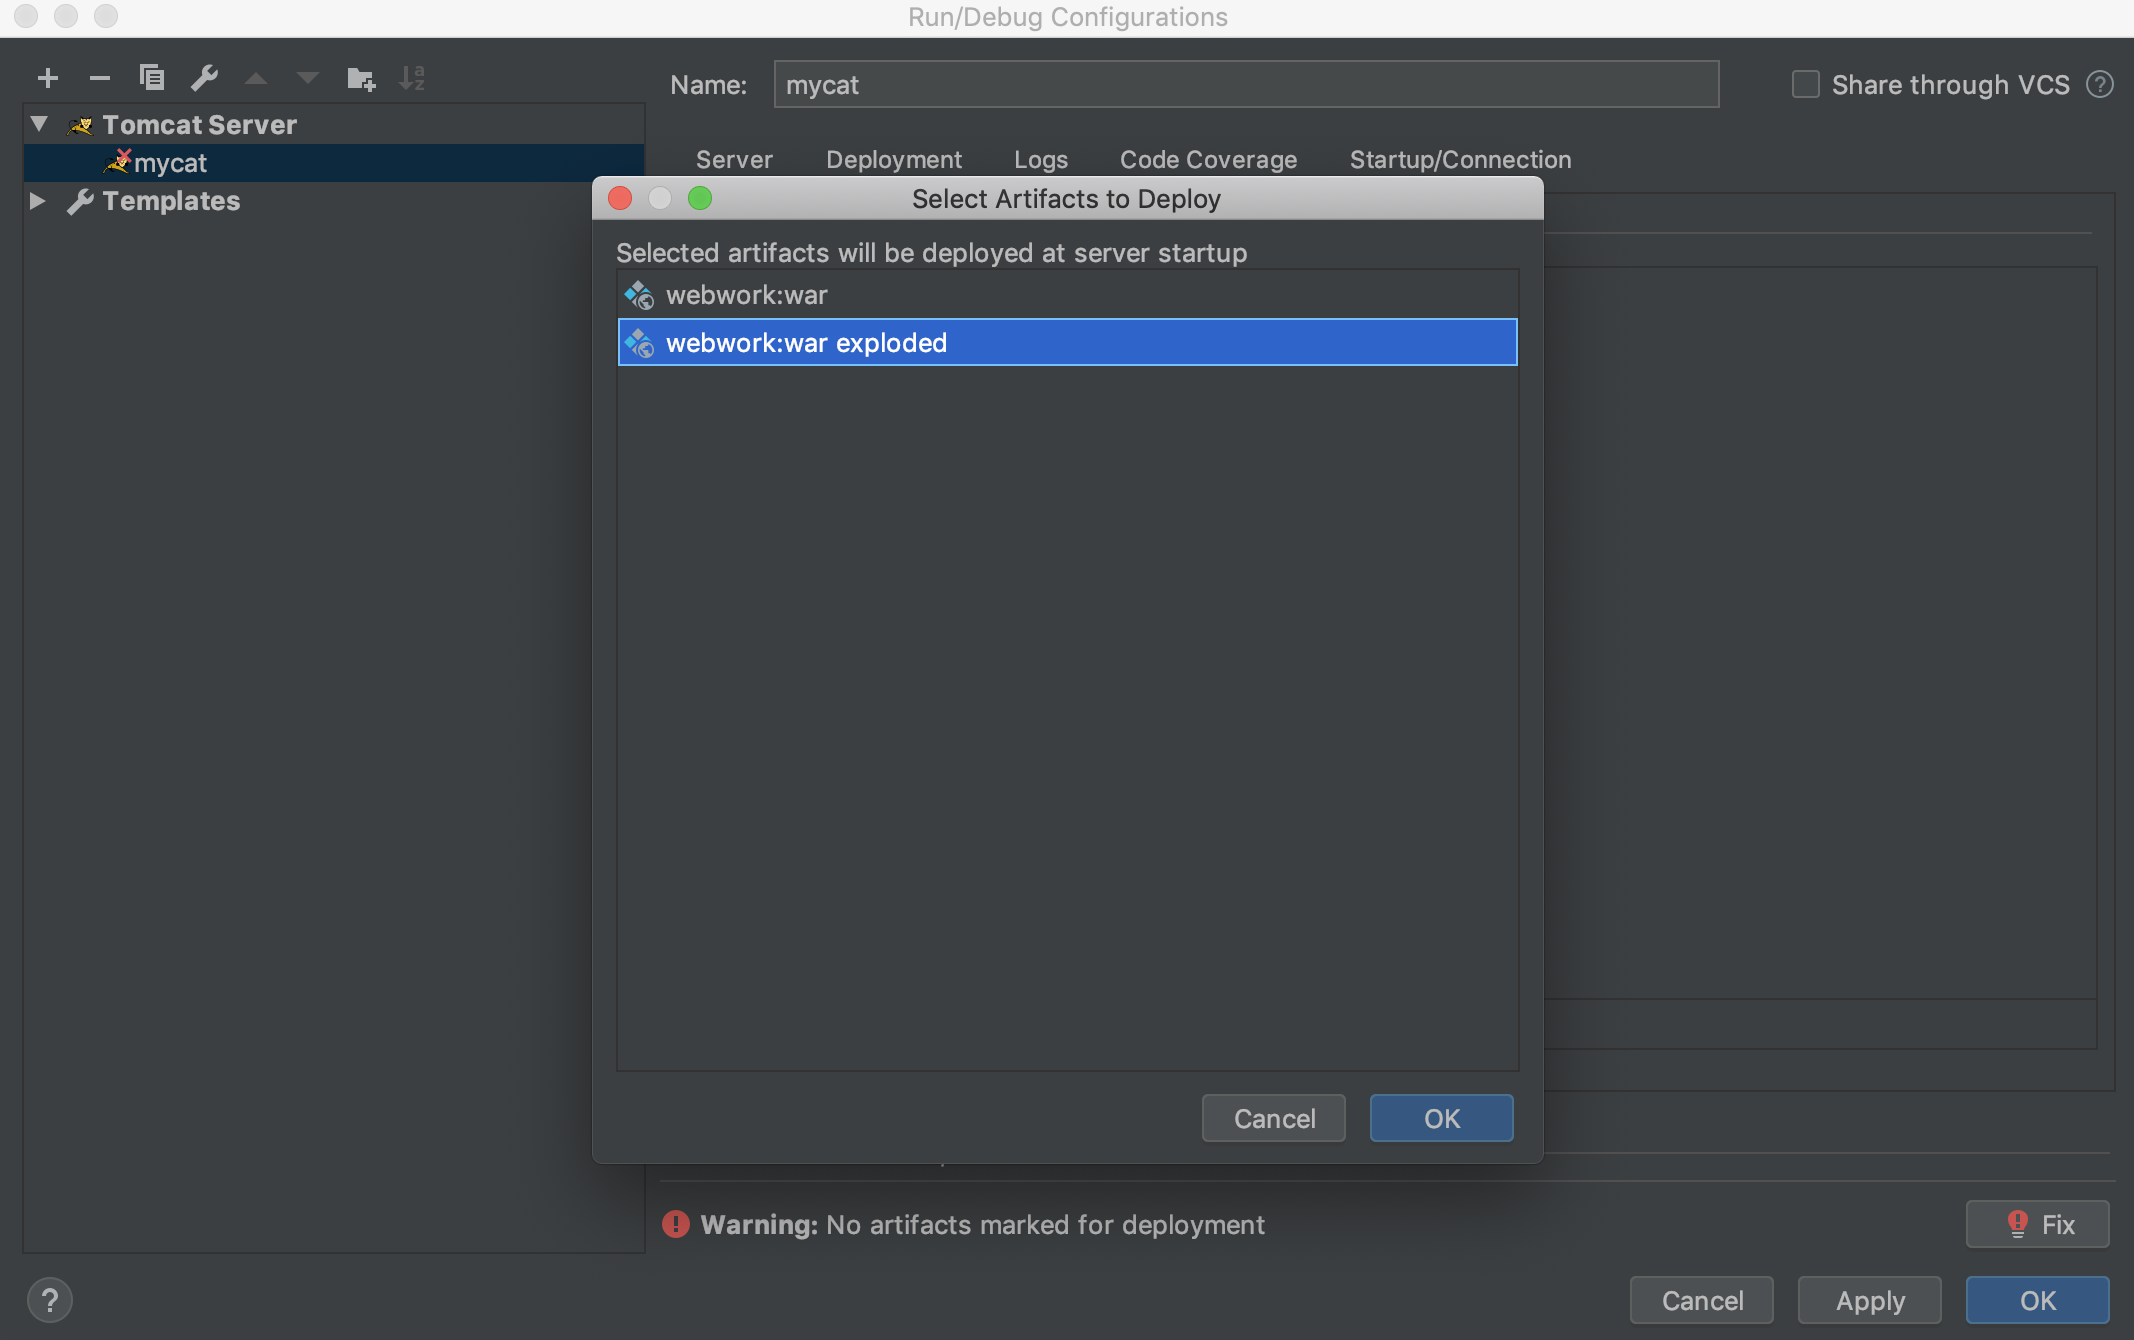 Run/Debug Configurations
Name: mycat
Share through VCS ?
Tomcat Server
mycat
Templates
Server Deployment Logs Code Coverage Startup/Connection
Select Artifacts to Deploy
Selected artifacts will be deployed at server startup
webwork:war
webwork:war exploded
Cancel OK
Warning: No artifacts marked for deployment
Fix
? Cancel Apply OK